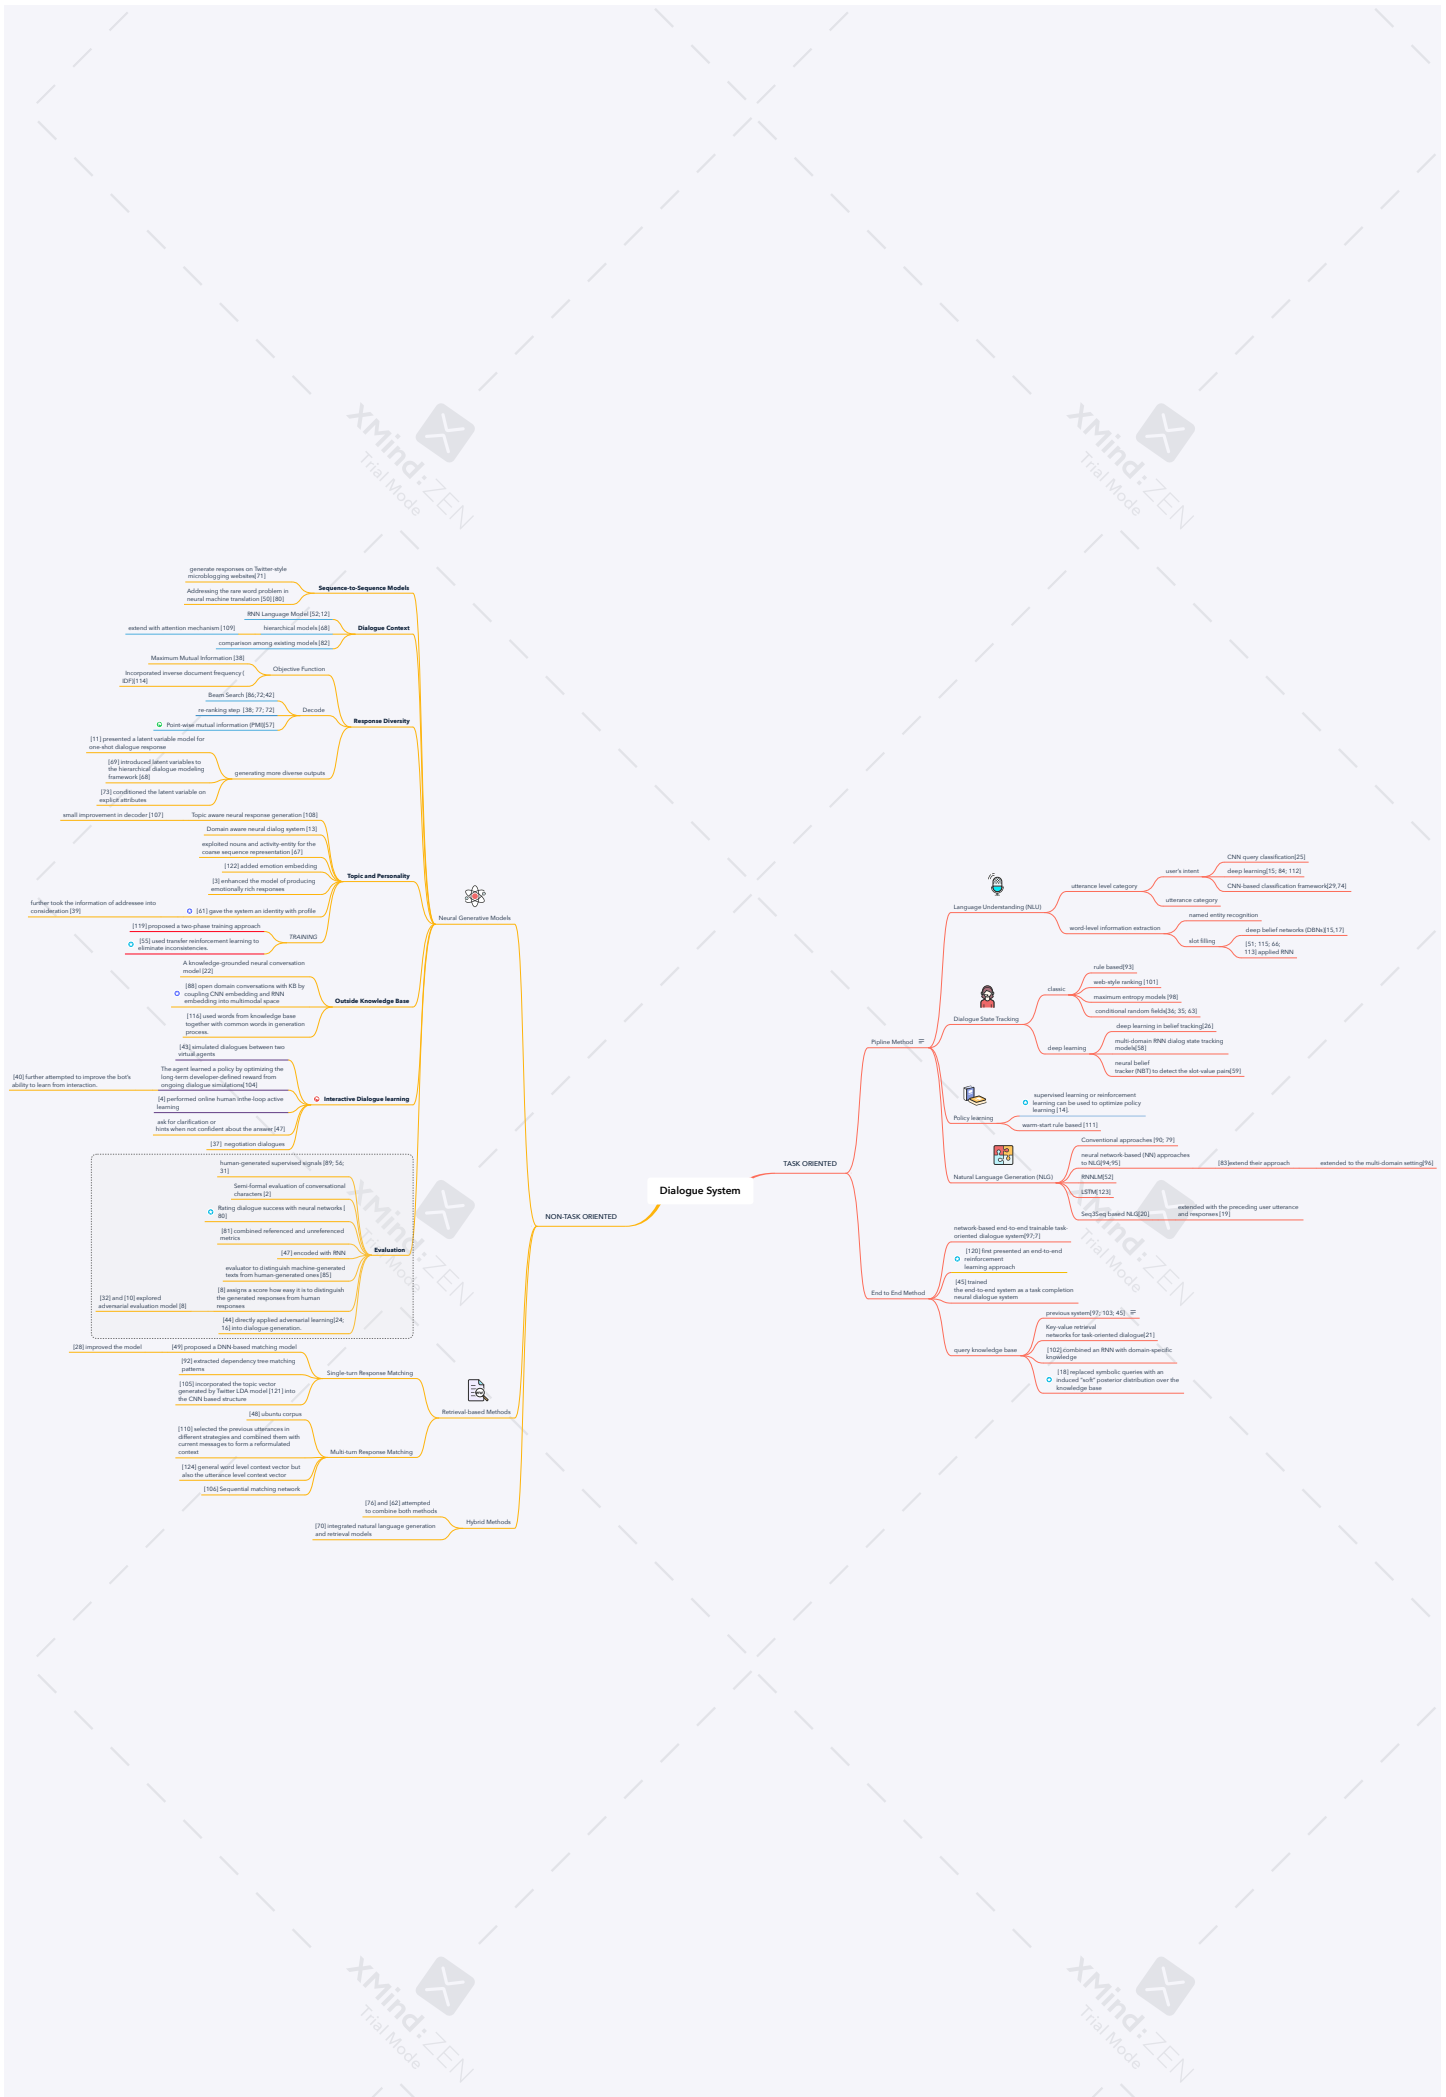 Dialogue System
TASK ORIENTED
Pipline Method
Language Understanding (NLU)
utterance level category
user's intent
CNN query classification[25]
deep learning[15; 84; 112]
CNN-based classification framework[29,74]
utterance category
word-level information extraction
named entity recognition
slot filling
deep belief networks (DBNs)[15,17]
[51; 115; 66;
113] applied RNN
Dialogue State Tracking
classic
rule based[93]
web-style ranking [101]
maximum entropy models [98]
conditional random fields[36; 35; 63]
deep learning
deep learning in belief tracking[26]
multi-domain RNN dialog state tracking
models[58]
neural belief
tracker (NBT) to detect the slot-value pairs[59]
Policy learning
supervised learning or reinforcement
learning can be used to optimize policy
learning [14].
warm-start rule based [111]
Natural Language Generation (NLG)
Conventional approaches [90; 79]
neural network-based (NN) approaches
to NLG[94;95]
[83]extend their approach
extended to the multi-domain setting[96]
RNNLM[52]
LSTM[123]
Seq3Seq based NLG[20]
extended with the preceding user utterance
and responses [19]
End to End Method
network-based end-to-end trainable task-
oriented dialogue system[97;7]
[120] first presented an end-to-end
reinforcement
learning approach
[45] trained
the end-to-end system as a task completion
neural dialogue system
query knowledge base
previous system[97; 103; 45]
Key-value retrieval
networks for task-oriented dialogue[21]
[102] combined an RNN with domain-specific
knowledge
[18] replaced symbolic queries with an
induced "soft" posterior distribution over the
knowledge base
NON-TASK ORIENTED
Neural Generative Models
Sequence-to-Sequence Models
generate responses on Twitter-style
microblogging websites[71]
Addressing the rare word problem in
neural machine translation [50] [80]
Dialogue Context
RNN Language Model [52;12]
hierarchical models [68]
extend with attention mechanism [109]
comparison among existing models [82]
Response Diversity
Objective Function
Maximum Mutual Information [38]
Incorporated inverse document frequency (
IDF)[114]
Decode
Beam Search [86;72;42]
re-ranking step [38; 77; 72]
Point-wise mutual information (PMI)[57]
generating more diverse outputs
[11] presented a latent variable model for
one-shot dialogue response
[69] introduced latent variables to
the hierarchical dialogue modeling
framework [68]
[73] conditioned the latent variable on
explicit attributes
Topic and Personality
Topic aware neural response generation [108]
small improvement in decoder [107]
Domain aware neural dialog system [13]
exploited nouns and activity-entity for the
coarse sequence representation [67]
[122] added emotion embedding
[3] enhanced the model of producing
emotionally rich responses
[61] gave the system an identity with profile
further took the information of addressee into
consideration [39]
TRAINING
[119] proposed a two-phase training approach
[55] used transfer reinforcement learning to
eliminate inconsistencies.
Outside Knowledge Base
A knowledge-grounded neural conversation
model [22]
[88] open domain conversations with KB by
coupling CNN embedding and RNN
embedding into multimodal space
[116] used words from knowledge base
together with common words in generation
process.
Interactive Dialogue learning
[43] simulated dialogues between two
virtual agents
The agent learned a policy by optimizing the
long-term developer-defined reward from
ongoing dialogue simulations[104]
[40] further attempted to improve the bot's
ability to learn from interaction.
[4] performed online human Inthe-loop active
learning
ask for clarification or
hints when not confident about the answer [47]
[37] negotiation dialogues
Evaluation
human-generated supervised signals [89; 56;
31]
Semi-formal evaluation of conversational
characters [2]
Rating dialogue success with neural networks [
80]
[81] combined referenced and unreferenced
metrics
[47] encoded with RNN
evaluator to distinguish machine-generated
texts from human-generated ones [85]
[8] assigns a score how easy it is to distinguish
the generated responses from human
responses
[32] and [10] explored
adversarial evaluation model [8]
[44] directly applied adversarial learning[24;
16] into dialogue generation.
Retrieval-based Methods
Single-turn Response Matching
[49] proposed a DNN-based matching model
[28] improved the model
[92] extracted dependency tree matching
patterns
[105] incorporated the topic vector
generated by Twitter LDA model [121] into
the CNN based structure
Multi-turn Response Matching
[48] ubuntu corpus
[110] selected the previous utterances in
different strategies and combined them with
current messages to form a reformulated
context
[124] general word level context vector but
also the utterance level context vector
[106] Sequential matching network
Hybrid Methods
[76] and [62] attempted
to combine both methods
[70] integrated natural language generation
and retrieval models
XMind:ZEN
Trial Mode
XMind:ZEN
Trial Mode
XMind:ZEN
Trial Mode
XMind:ZEN
Trial Mode
XMind:ZEN
Trial Mode
XMind:ZEN
Trial Mode